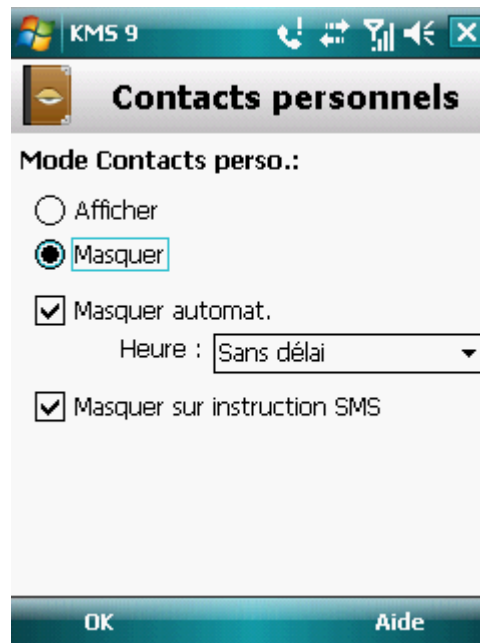 KMS 9
Contacts personnels
Mode Contacts perso.:
Afficher
Masquer
Masquer automat.
Heure : Sans délai
Masquer sur instruction SMS
OK Aide